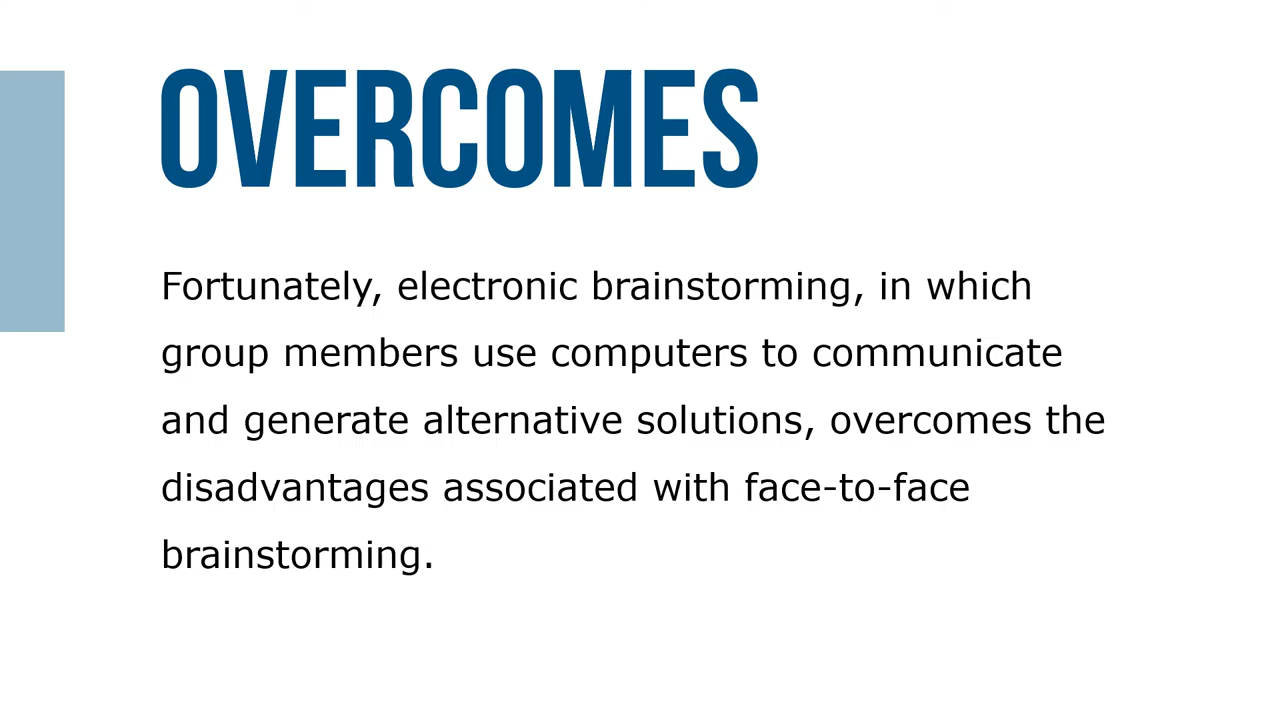 OVERCOMES
Fortunately, electronic brainstorming, in which
group members use computers to communicate
and generate alternative solutions, overcomes the
disadvantages associated with face-to-face
brainstorming.